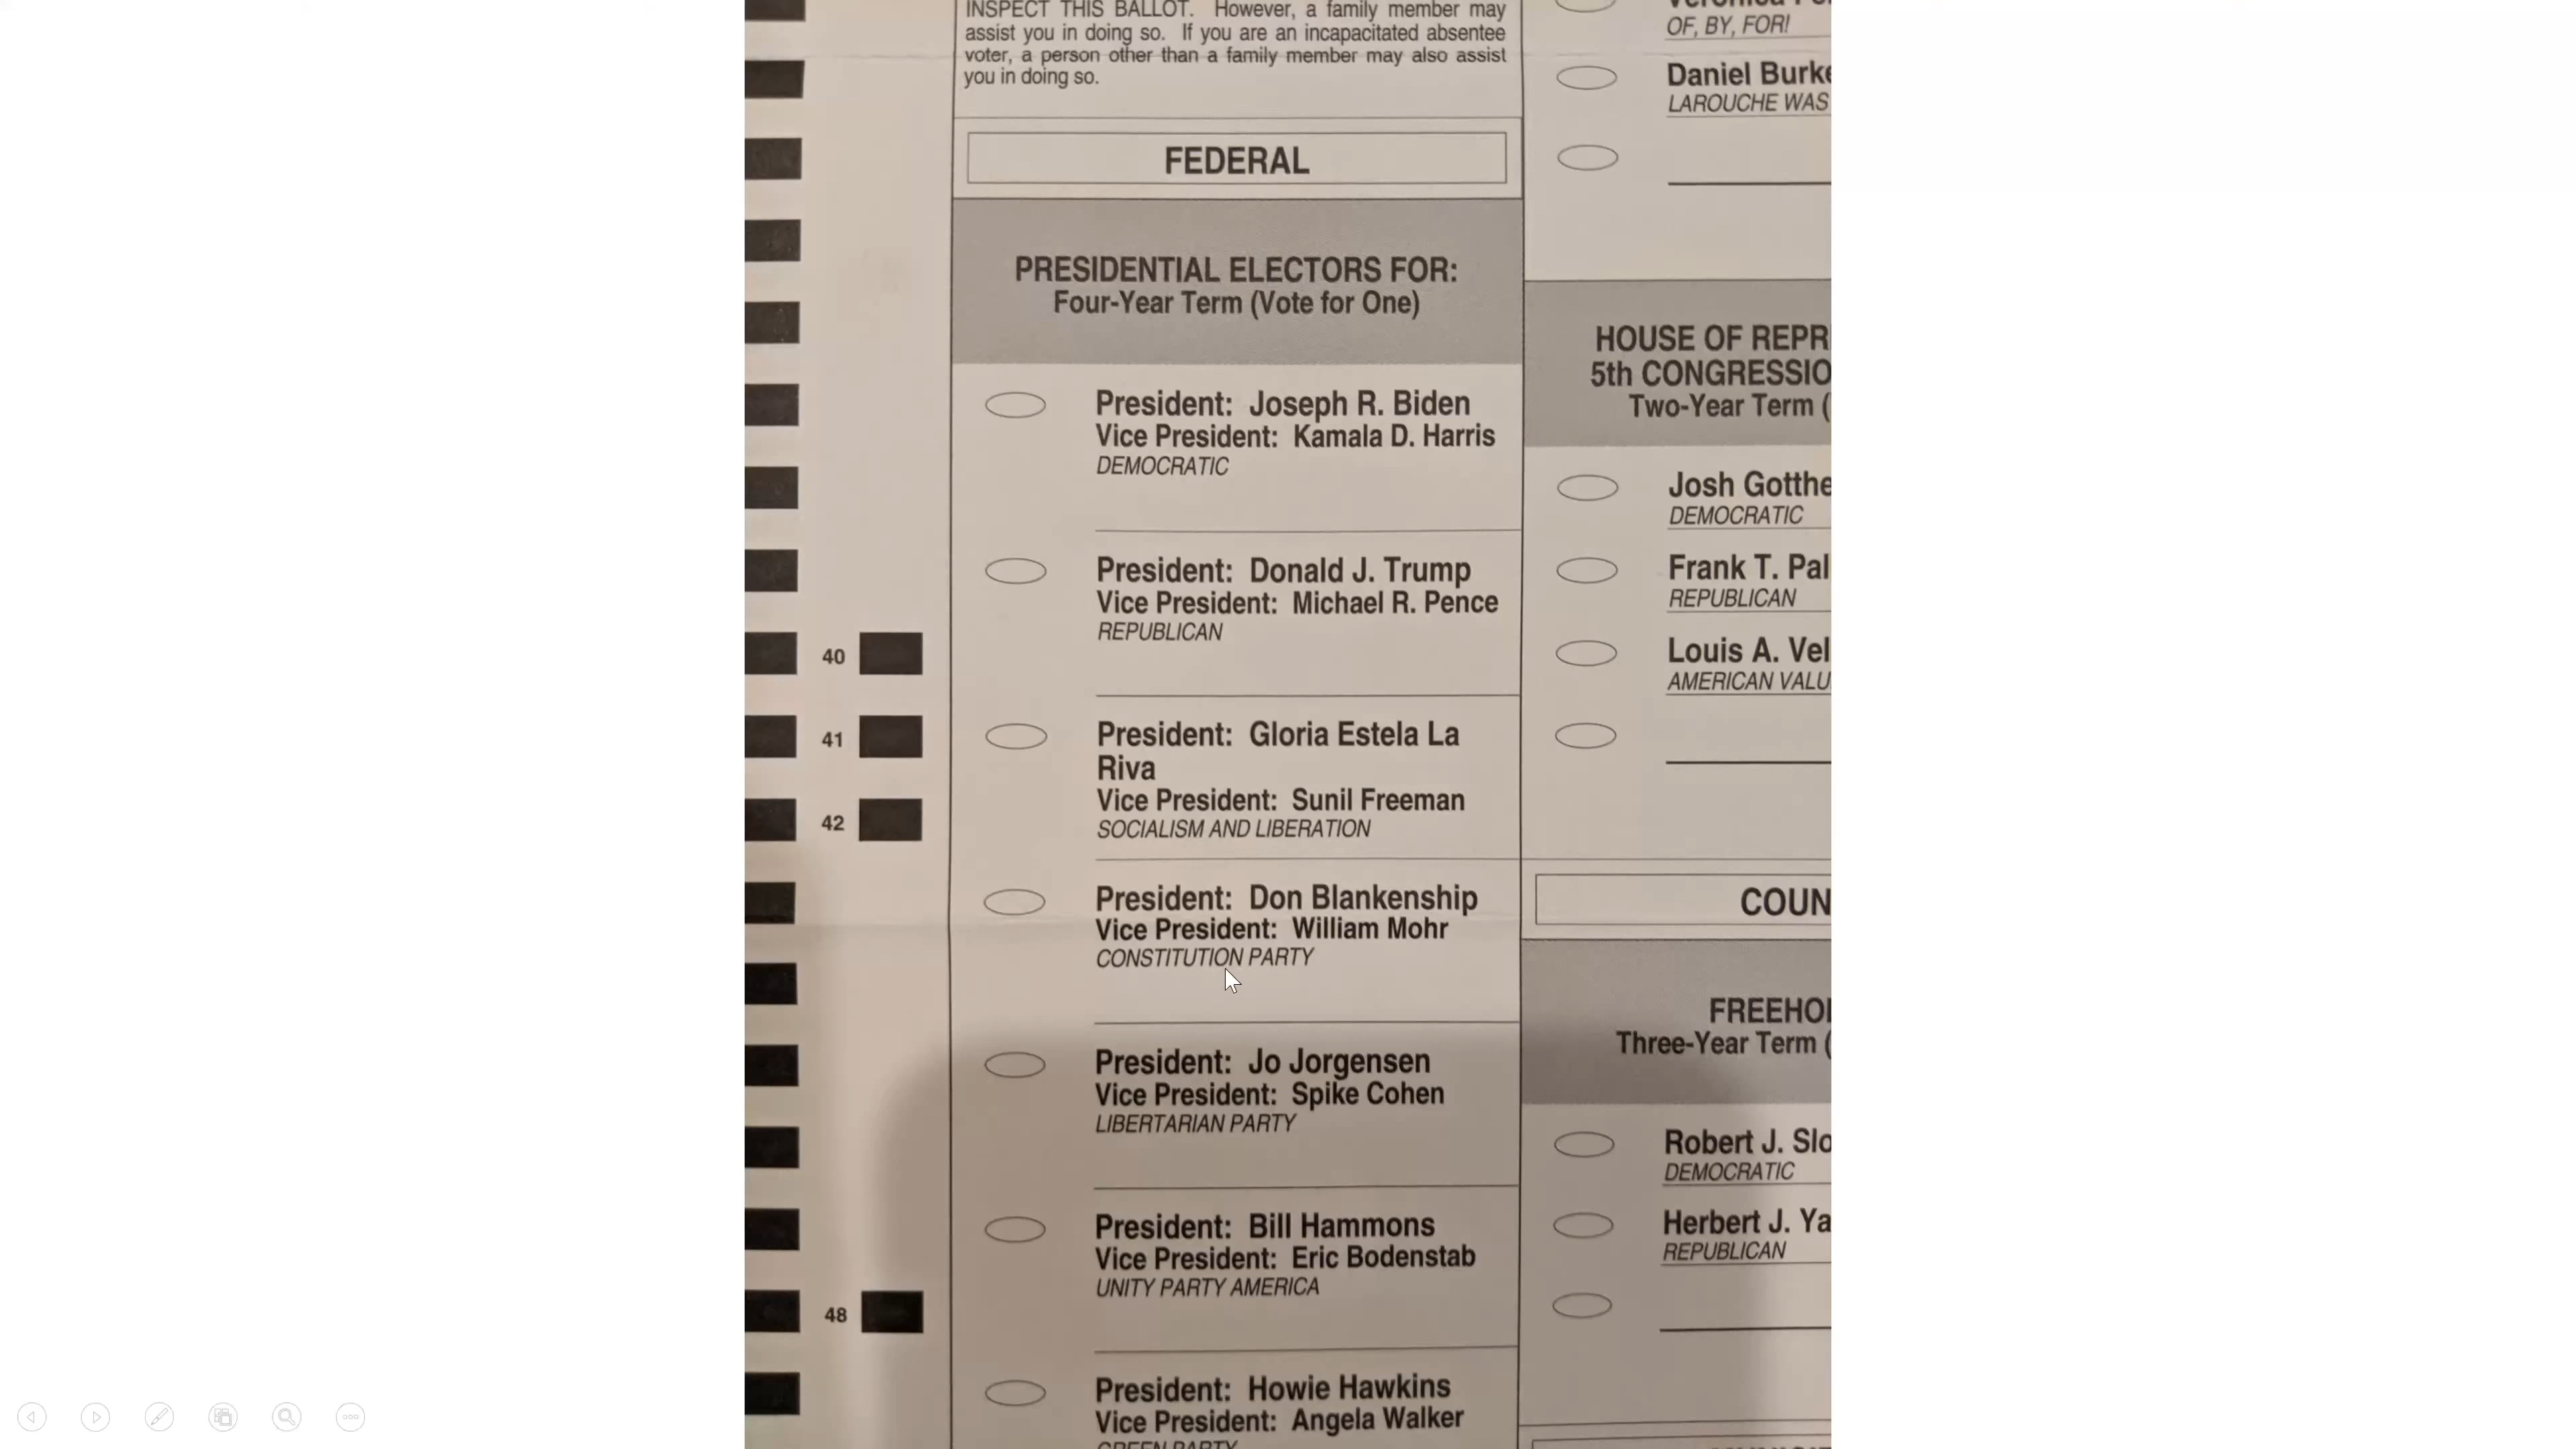 INSPECT THIS BALLOT. However, a family member may
assist you in doing so. If you are an incapacitated absentee
voter, a person other than a family member may also assist
you in doing so.
FEDERAL
PRESIDENTIAL ELECTORS FOR:
Four-Year Term (Vote for One)
President: Joseph R. Biden
Vice President: Kamala D. Harris
DEMOCRATIC
President: Donald J. Trump
Vice President: Michael R. Pence
REPUBLICAN
40
President: Gloria Estela La
Riva
Vice President: Sunil Freeman
SOCIALISM AND LIBERATION
41
42
President: Don Blankenship
Vice President: William Mohr
CONSTITUTION PARTY
President: Jo Jorgensen
Vice President: Spike Cohen
LIBERTARIAN PARTY
President: Bill Hammons
Vice President: Eric Bodenstab
UNITY PARTY AMERICA
48
President: Howie Hawkins
Vice President: Angela Walker
GREEN PARTY
OF, BY, FOR!
Daniel Burke
LAROUCHE WAS
HOUSE OF REPR
5th CONGRESSIO
Two-Year Term (
Josh Gotthe
DEMOCRATIC
Frank T. Pal
REPUBLICAN
Louis A. Vel
AMERICAN VALU
COUN
FREEHO
Three-Year Term (
Robert J. Slo
DEMOCRATIC
Herbert J. Ya
REPUBLICAN